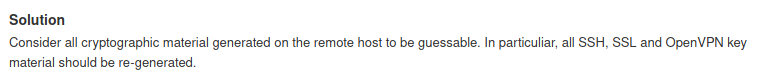 Solution
Consider all cryptographic material generated on the remote host to be guessable. In particuliar, all SSH, SSL and OpenVPN key
material should be re-generated.